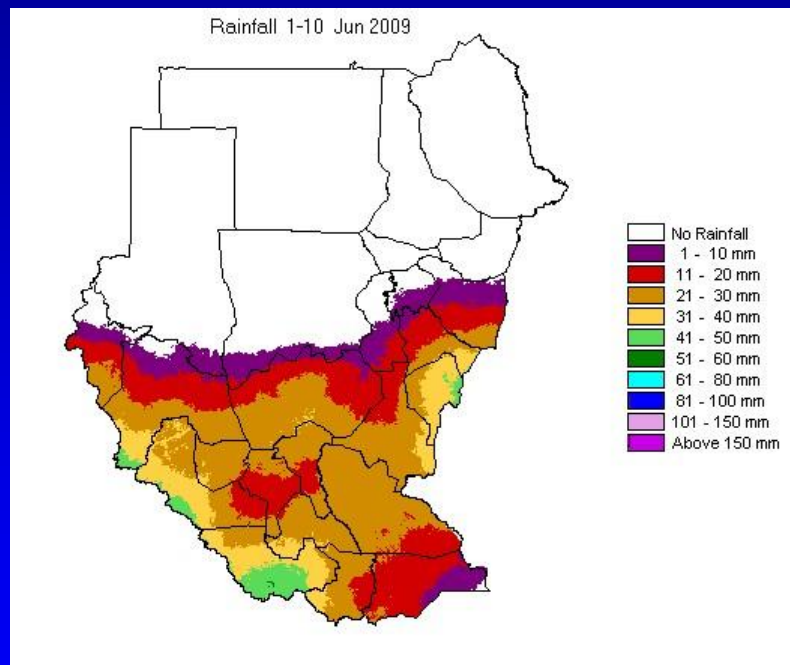 Rainfall 1-10 Jun 2009
No Rainfall
1 - 10 mm
11 - 20 mm
21 - 30 mm
31 - 40 mm
41 - 50 mm
51 - 60 mm
61 - 80 mm
81 - 100 mm
101 - 150 mm
Above 150 mm